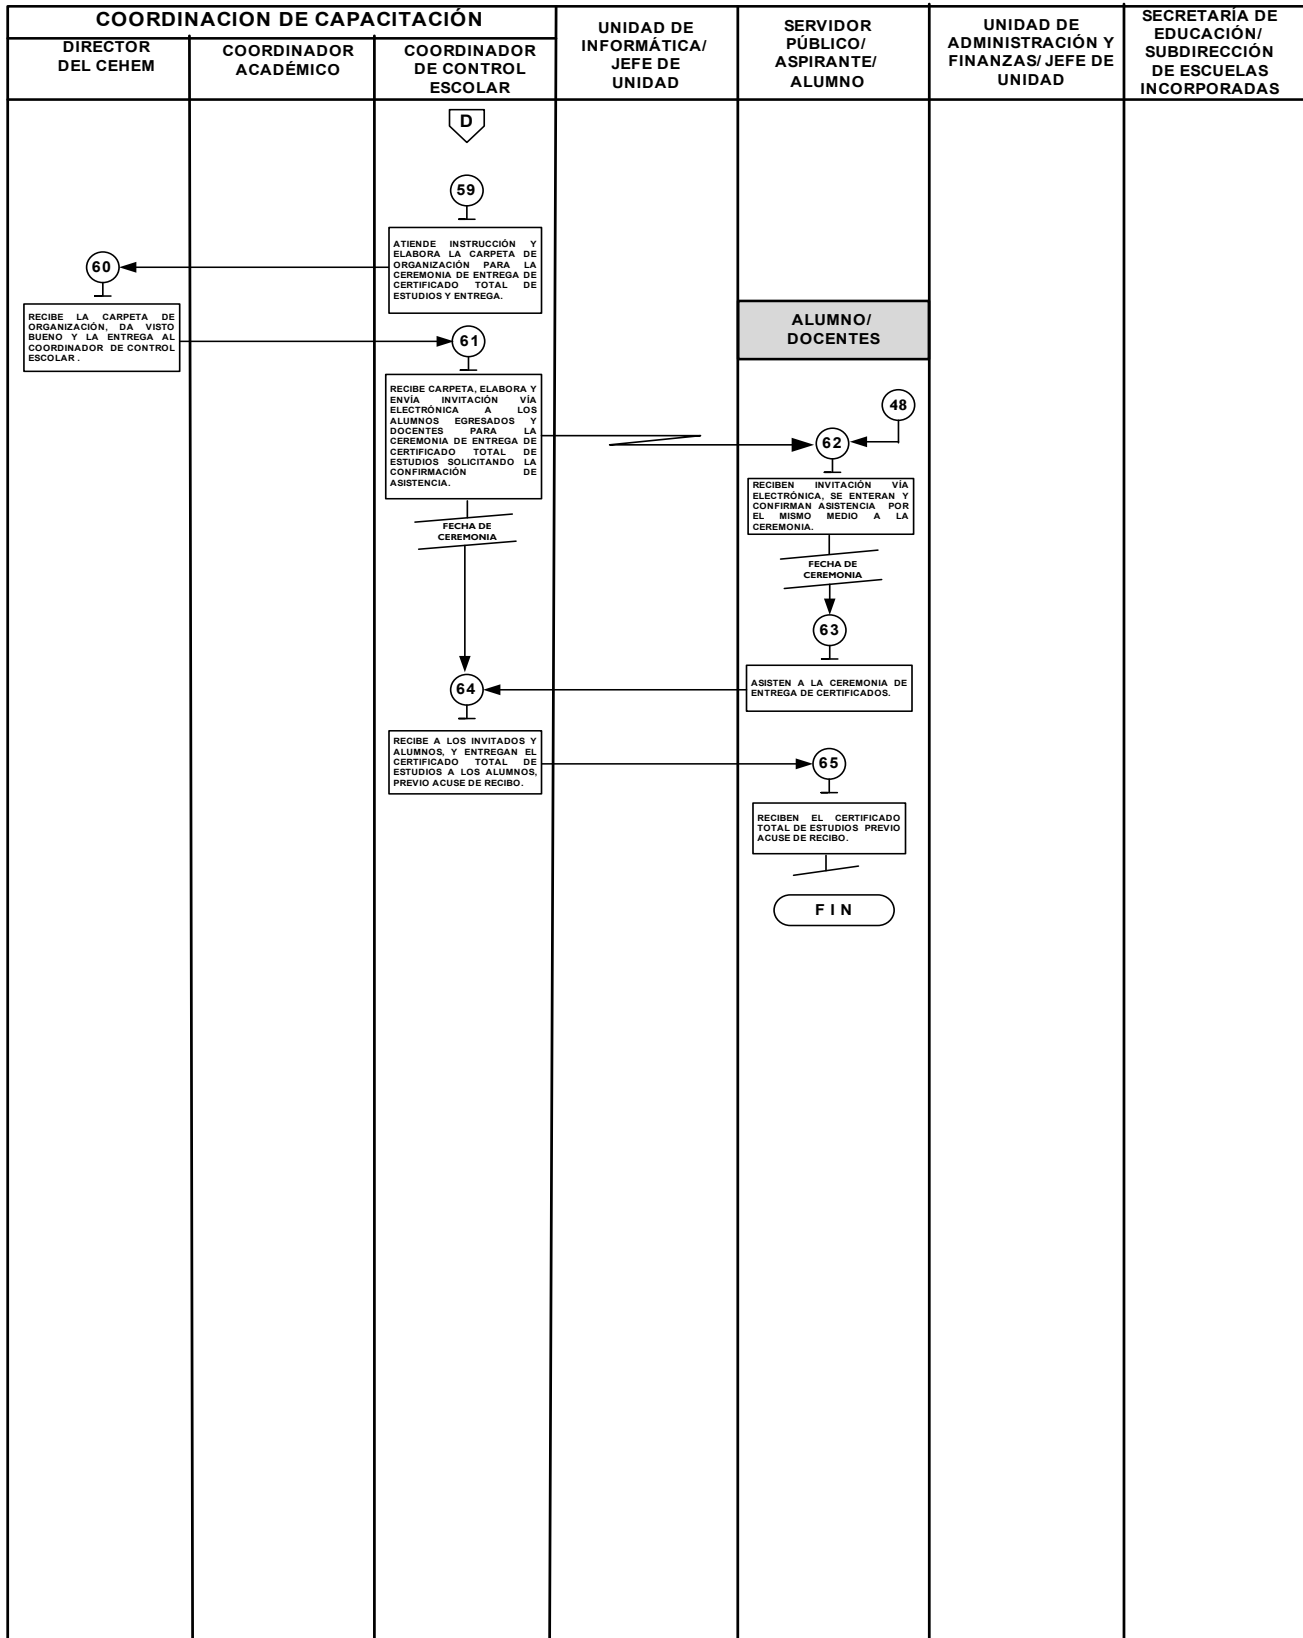 COORDINACION DE CAPACITACIÓN
DIRECTOR
DEL CEHEM
COORDINADOR
ACADÉMICO
COORDINADOR
DE CONTROL
ESCOLAR
UNIDAD DE
INFORMÁTICA/
JEFE DE
UNIDAD
SERVIDOR
PÚBLICO/
ASPIRANTE/
ALUMNO
UNIDAD DE
ADMINISTRACIÓN Y
FINANZAS/ JEFE DE
UNIDAD
SECRETARÍA DE
EDUCACIÓN/
SUBDIRECCIÓN
DE ESCUELAS
INCORPORADAS
D
59
ATIENDE INSTRUCCIÓN Y
ELABORA LA CARPETA DE
ORGANIZACIÓN PARA LA
CEREMONIA DE ENTREGA DE
CERTIFICADO TOTAL DE
ESTUDIOS Y ENTREGA.
60
RECIBE LA CARPETA DE
ORGANIZACIÓN, DA VISTO
BUENO Y LA ENTREGA AL
COORDINADOR DE CONTROL
ESCOLAR .
61
RECIBE CARPETA, ELABORA Y
ENVÍA INVITACIÓN VÍA
ELECTRÓNICA A LOS
ALUMNOS EGRESADOS Y
DOCENTES PARA LA
CEREMONIA DE ENTREGA DE
CERTIFICADO TOTAL DE
ESTUDIOS SOLICITANDO LA
CONFIRMACIÓN DE
ASISTENCIA.
FECHA DE
CEREMONIA
ALUMNO/
DOCENTES
48
62
RECIBEN INVITACIÓN VÍA
ELECTRÓNICA, SE ENTERAN Y
CONFIRMAN ASISTENCIA POR
EL MISMO MEDIO A LA
CEREMONIA.
FECHA DE
CEREMONIA
63
ASISTEN A LA CEREMONIA DE
ENTREGA DE CERTIFICADOS.
64
RECIBE A LOS INVITADOS Y
ALUMNOS, Y ENTREGAN EL
CERTIFICADO TOTAL DE
ESTUDIOS A LOS ALUMNOS,
PREVIO ACUSE DE RECIBO.
65
RECIBEN EL CERTIFICADO
TOTAL DE ESTUDIOS PREVIO
ACUSE DE RECIBO.
F I N